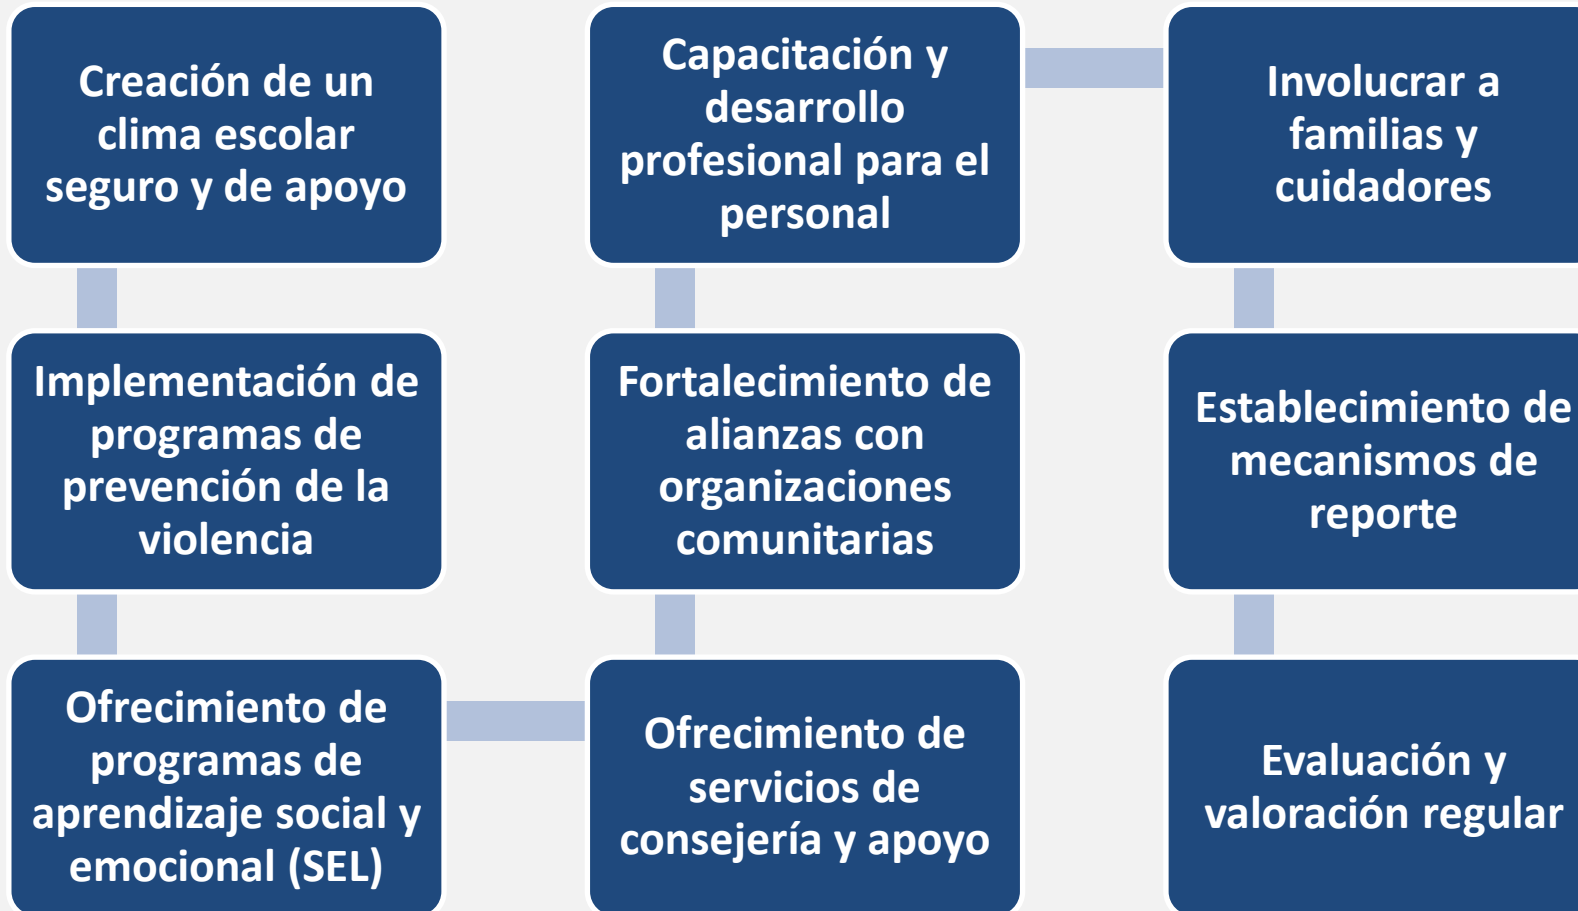 Creación de un
clima escolar
seguro y de apoyo
Implementación de
programas de
prevención de la
violencia
Ofrecimiento de
programas de
aprendizaje social y
emocional (SEL)
Ofrecimiento de
servicios de
consejería y apoyo
Fortalecimiento de
alianzas con
organizaciones
comunitarias
Capacitación y
desarrollo
profesional para el
personal
Involucrar a
familias y
cuidadores
Establecimiento de
mecanismos de
reporte
Evaluación y
valoración regular